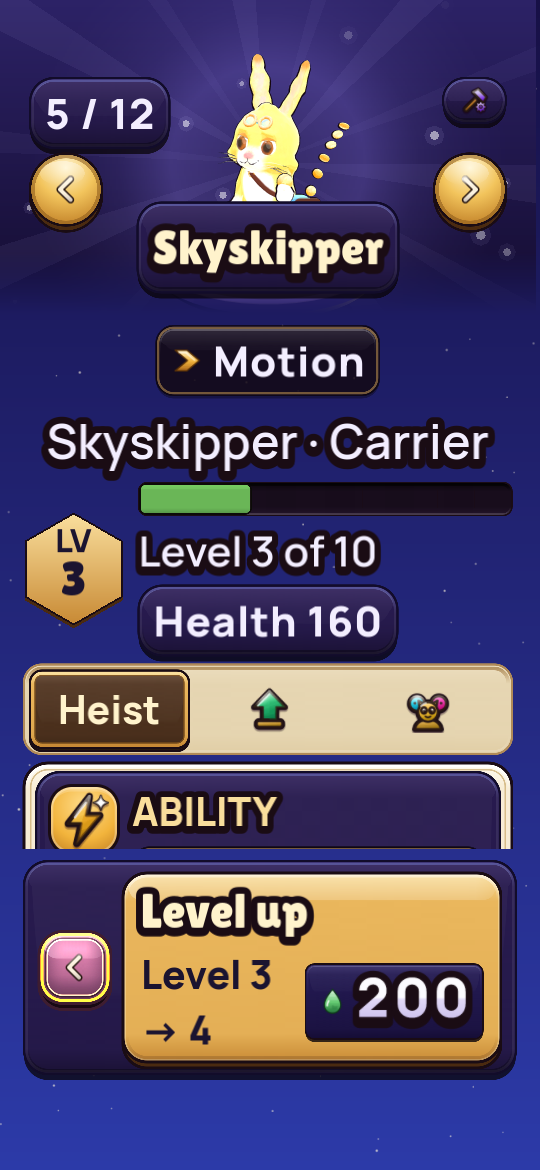 5 / 12
Skyskipper
Motion
Skyskipper · Carrier
LV
3
Level 3 of 10
Health 160
Heist
ABILITY
Level up
Level 3
→ 4
200